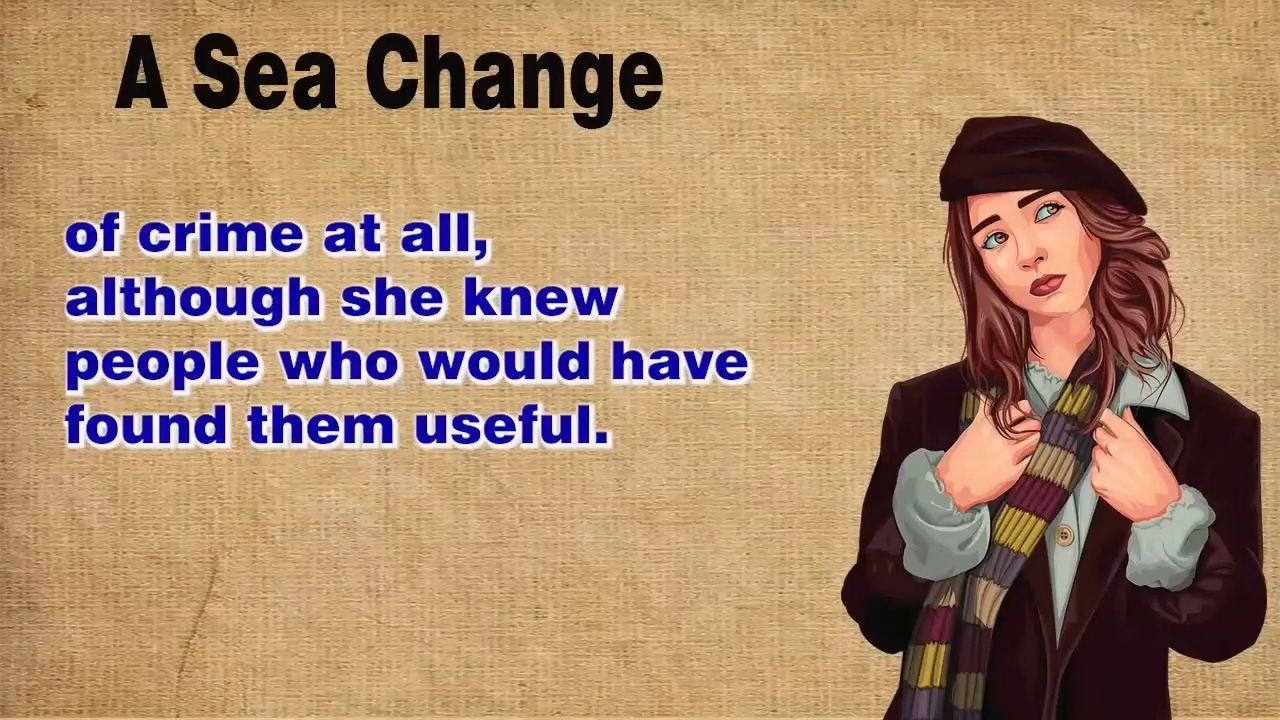 A Sea Change
of crime at all,
although she knew
people who would have
found them useful.